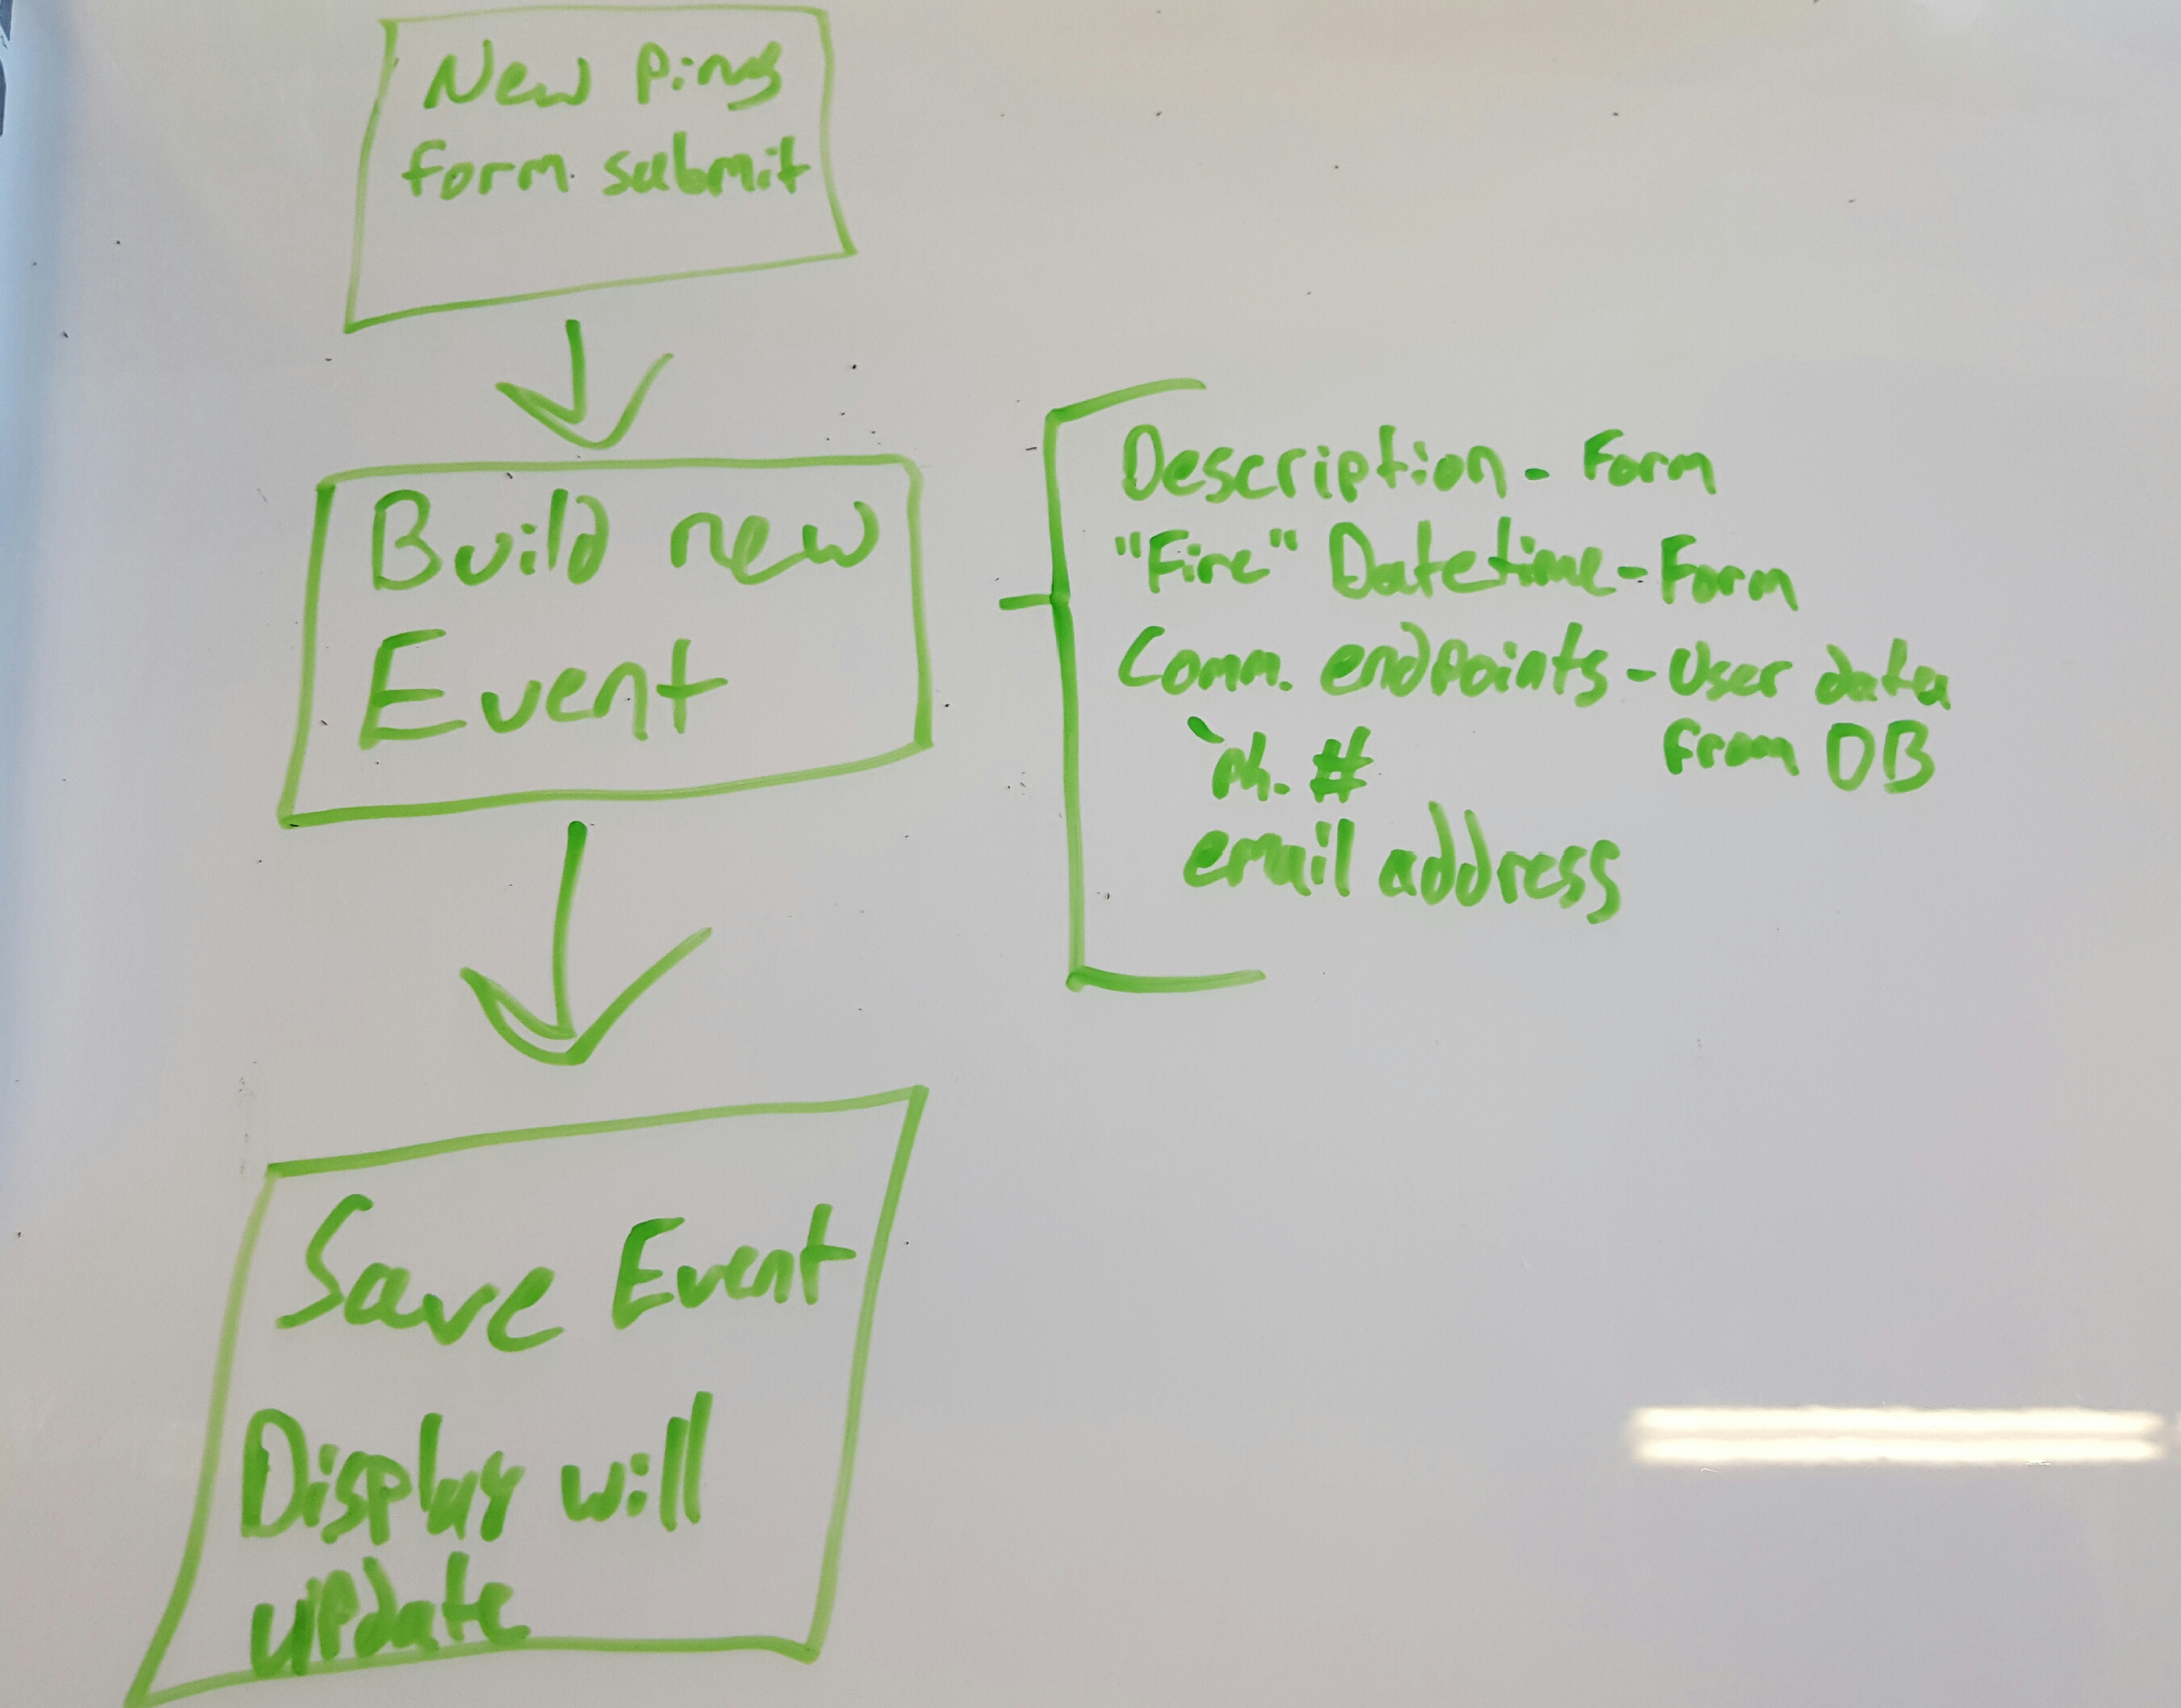 New Ping
form submit
Build new
Event
Description - Form
"Fire" Datetime - Form
Comm. endpoints - User data
from DB
ph. #
email address
Save Event
Display will
update